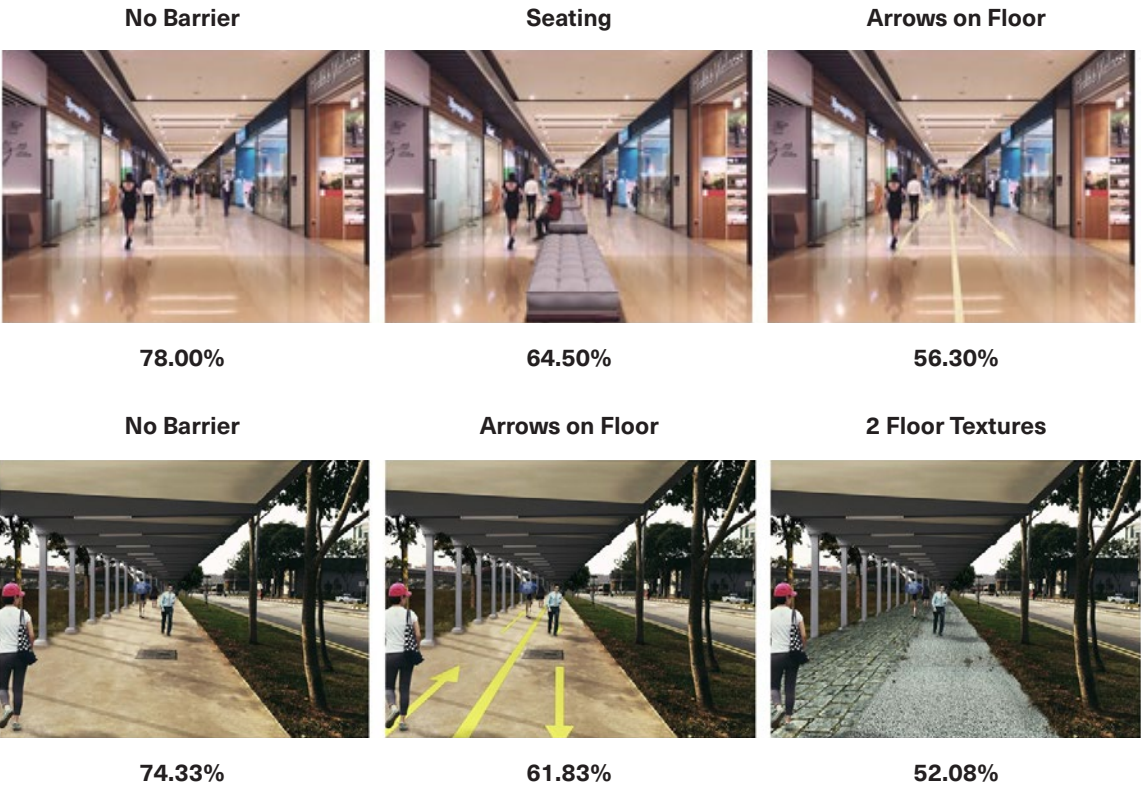 No Barrier
Seating
Arrows on Floor
78.00%
64.50%
56.30%
No Barrier
Arrows on Floor
2 Floor Textures
74.33%
61.83%
52.08%